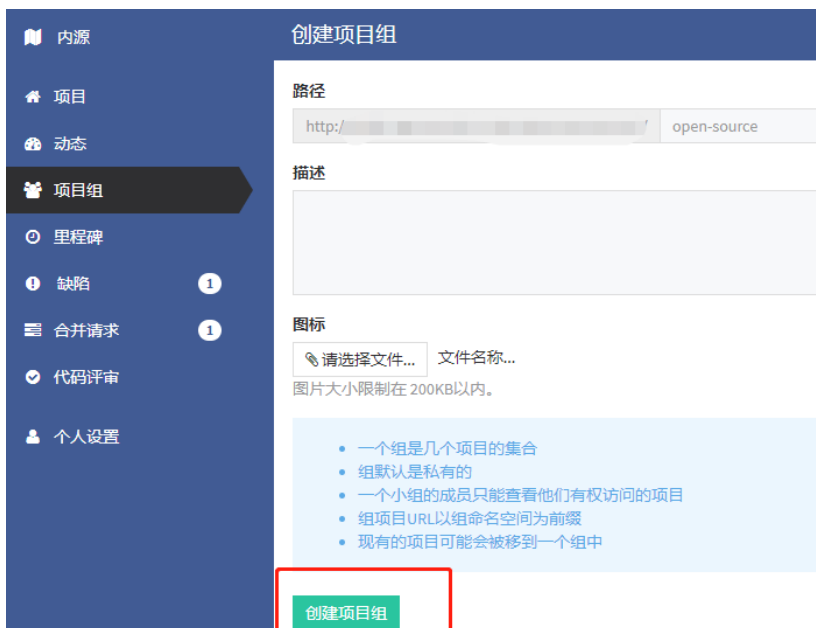 内源
项目
动态
项目组
里程碑
缺陷 1
合并请求 1
代码评审
个人设置
创建项目组
路径
http:/ / open-source
描述
图标
请选择文件... 文件名称...
图片大小限制在 200KB以内。
一个组是几个项目的集合
组默认是私有的
一个小组的成员只能查看他们有权访问的项目
组项目URL以组命名空间为前缀
现有的项目可能会被移到一个组中
创建项目组